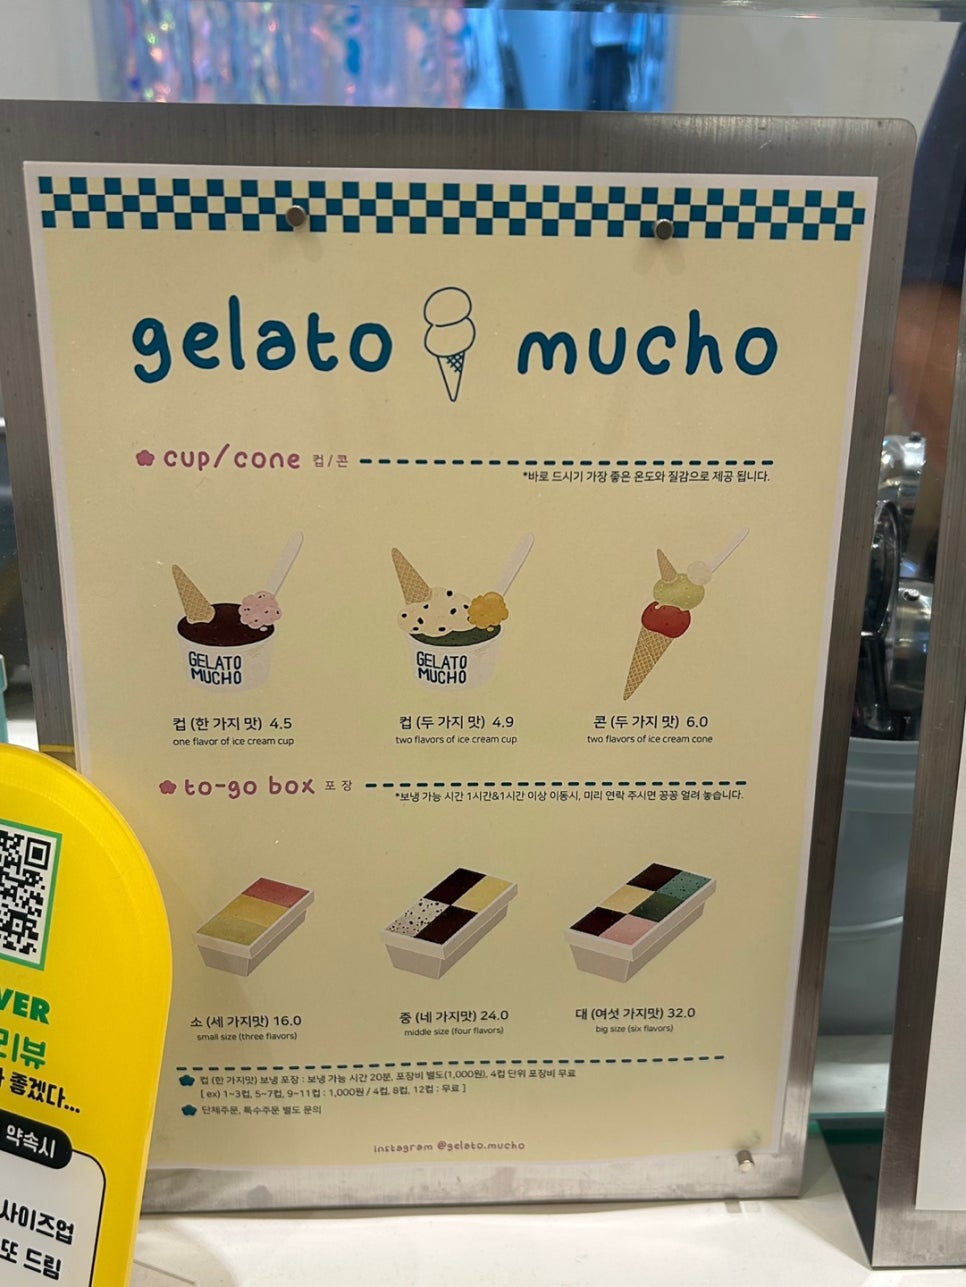 gelato mucho
cup/cone 컵/콘
*바로 드시기 가장 좋은 온도와 질감으로 제공 됩니다.
GELATO
MUCHO
GELATO
MUCHO
컵 (한 가지 맛) 4.5
one flavor of ice cream cup
컵 (두 가지 맛) 4.9
two flavors of ice cream cup
콘 (두 가지 맛) 6.0
two flavors of ice cream cone
to-go box 포장
*보냉 가능 시간 1시간&1시간 이상 이동시, 미리 연락 주시면 꽁꽁 얼려 놓습니다.
소 (세 가지맛) 16.0
small size (three flavors)
중 (네 가지맛) 24.0
middle size (four flavors)
대 (여섯 가지맛) 32.0
big size (six flavors)
컵 (한 가지맛) 보냉 포장 : 보냉 가능 시간 20분, 포장비 별도(1,000원), 4컵 단위 포장비 무료
[ ex) 1~3컵, 5~7컵, 9~11컵 : 1,000원 / 4컵, 8컵, 12컵 : 무료 ]
단체주문, 특수주문 별도 문의
instagram @gelato.mucho
VER
리뷰
좋겠다...
약속시
사이즈업
또 드림